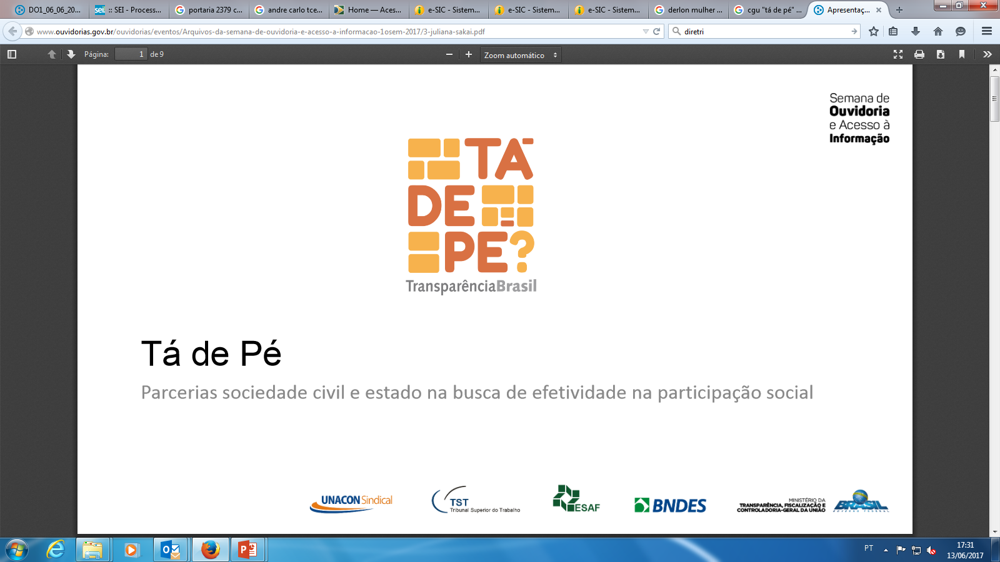 DO1_06_06_20...
sei. :: SEI - Process...
portaria 2379 c...
andre carlo tce...
Home — Aces...
e-SIC - Sistem...
e-SIC - Sistem...
e-SIC - Sistem...
derlon mulher ...
cgu "tá de pé" ...
Apresentaç...
www.ouvidorias.gov.br/ouvidorias/eventos/Arquivos-da-semana-de-ouvidoria-e-acesso-a-informacao-1osem-2017/3-juliana-sakai.pdf
diretri
Página: 1 de 9
Zoom automático
Semana de
Ouvidoria
e Acesso à
Informação
TÁ
DE
PÉ?
TransparênciaBrasil
Tá de Pé
Parcerias sociedade civil e estado na busca de efetividade na participação social
UNACON Sindical
TST
Tribunal Superior do Trabalho
ESAF
BNDES
MINISTÉRIO DA
TRANSPARÊNCIA, FISCALIZAÇÃO E
CONTROLADORIA-GERAL DA UNIÃO
BRASIL
GOVERNO FEDERAL
PT
17:31
13/06/2017